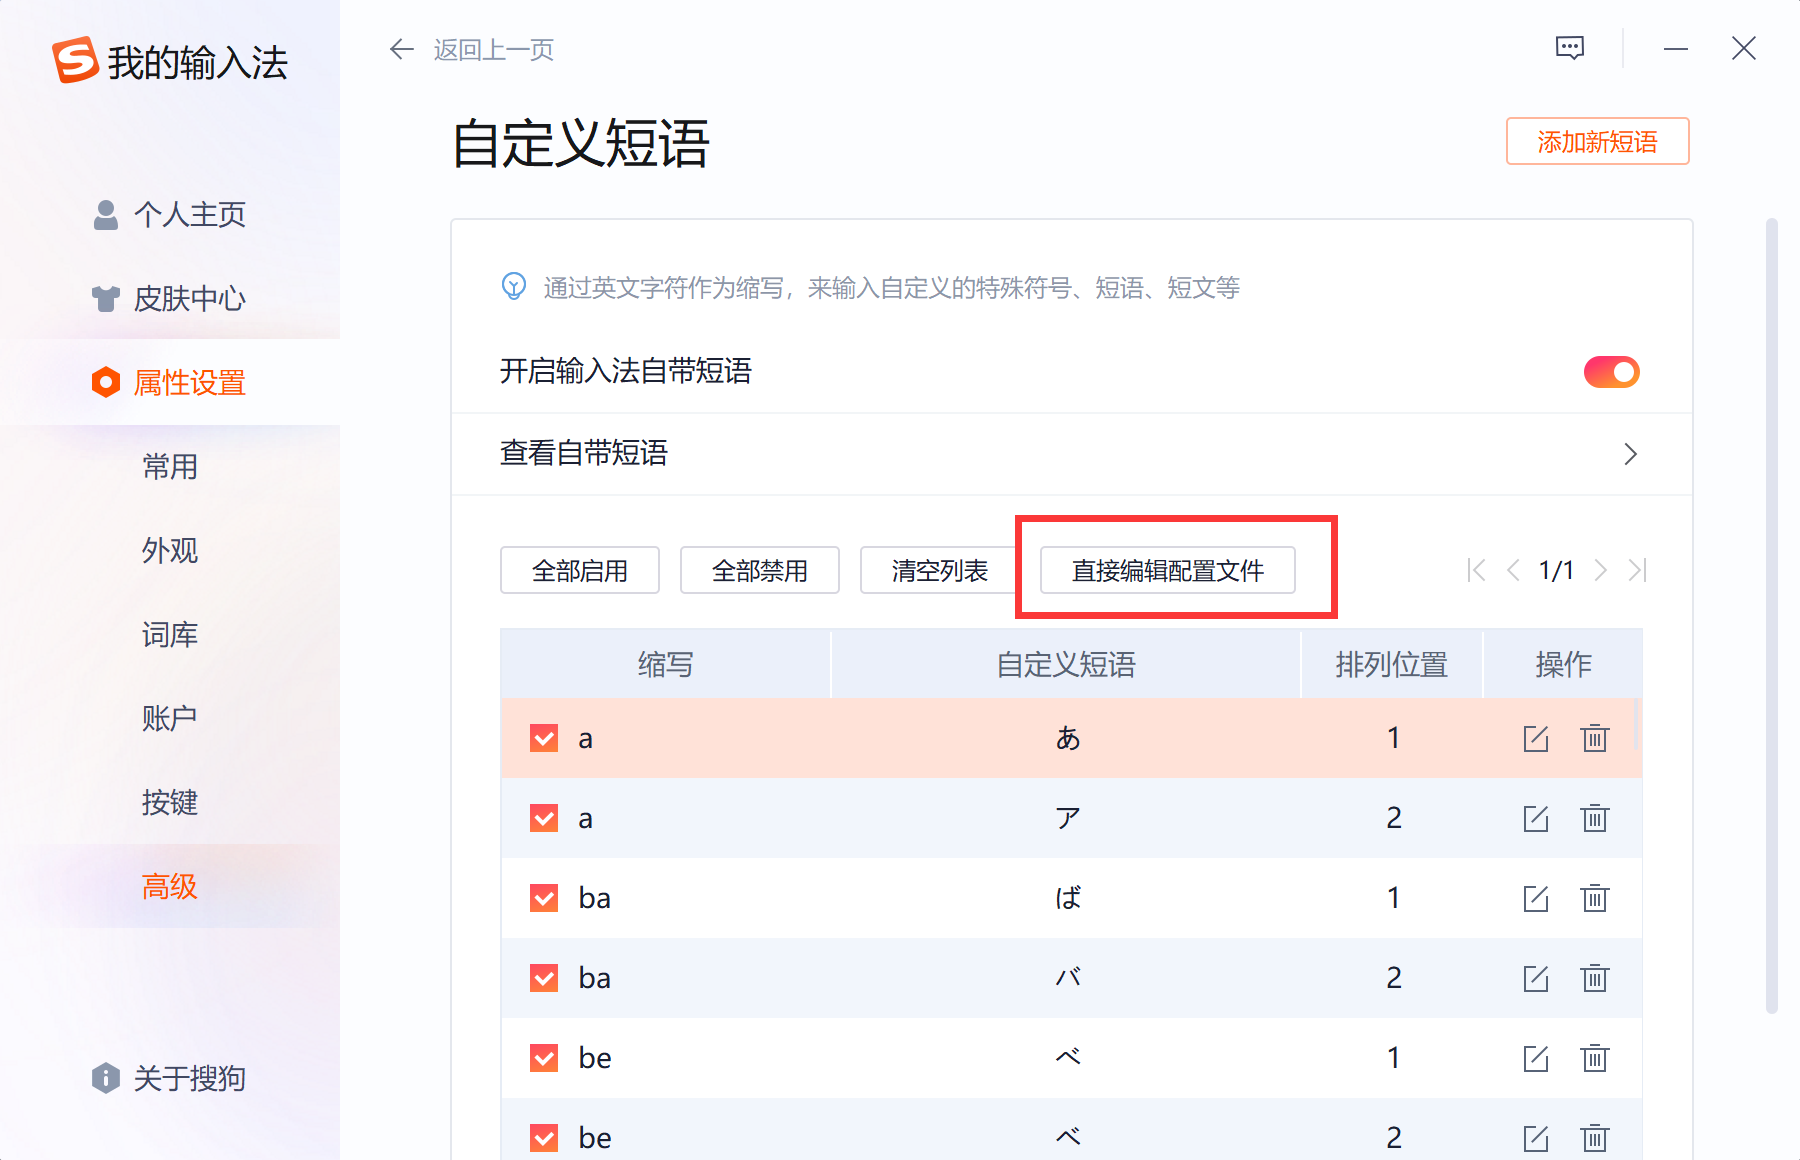 我的输入法
返回上一页
自定义短语
添加新短语
个人主页
皮肤中心
属性设置
常用
外观
词库
账户
按键
高级
关于搜狗
通过英文字符作为缩写，来输入自定义的特殊符号、短语、短文等
开启输入法自带短语
查看自带短语
全部启用 全部禁用 清空列表 直接编辑配置文件 1/1
缩写 自定义短语 排列位置 操作
a あ 1
a ア 2
ba ば 1
ba バ 2
be べ 1
be ベ 2